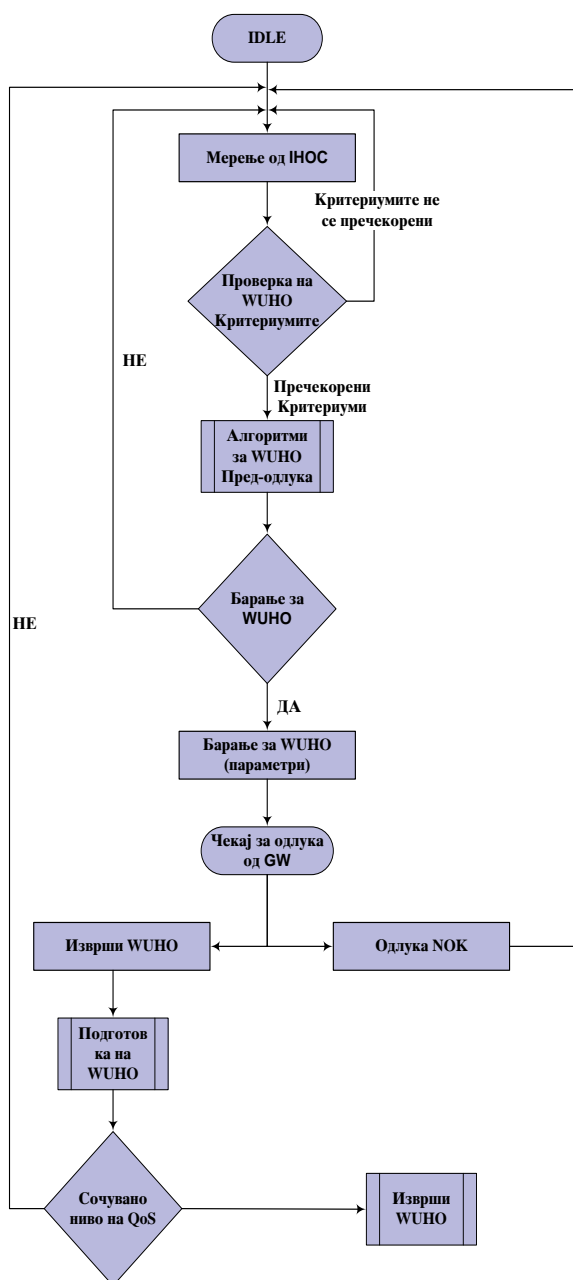 IDLE
Мерење од IHOC
Критериумите не
се пречекорени
Проверка на
WUHO
Критериумите
НЕ
Пречекорени
Критериуми
Алгоритми
за WUHO
Пред-одлука
Барање за
WUHO
НЕ
ДА
Барање за WUHO
(параметри)
Чекај за одлука
од GW
Изврши WUHO
Одлука NOK
Подготов
ка на
WUHO
Сочувано
ниво на QoS
Изврши
WUHO